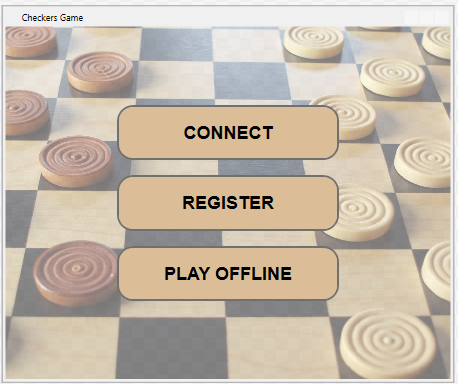 Checkers Game
CONNECT
REGISTER
PLAY OFFLINE